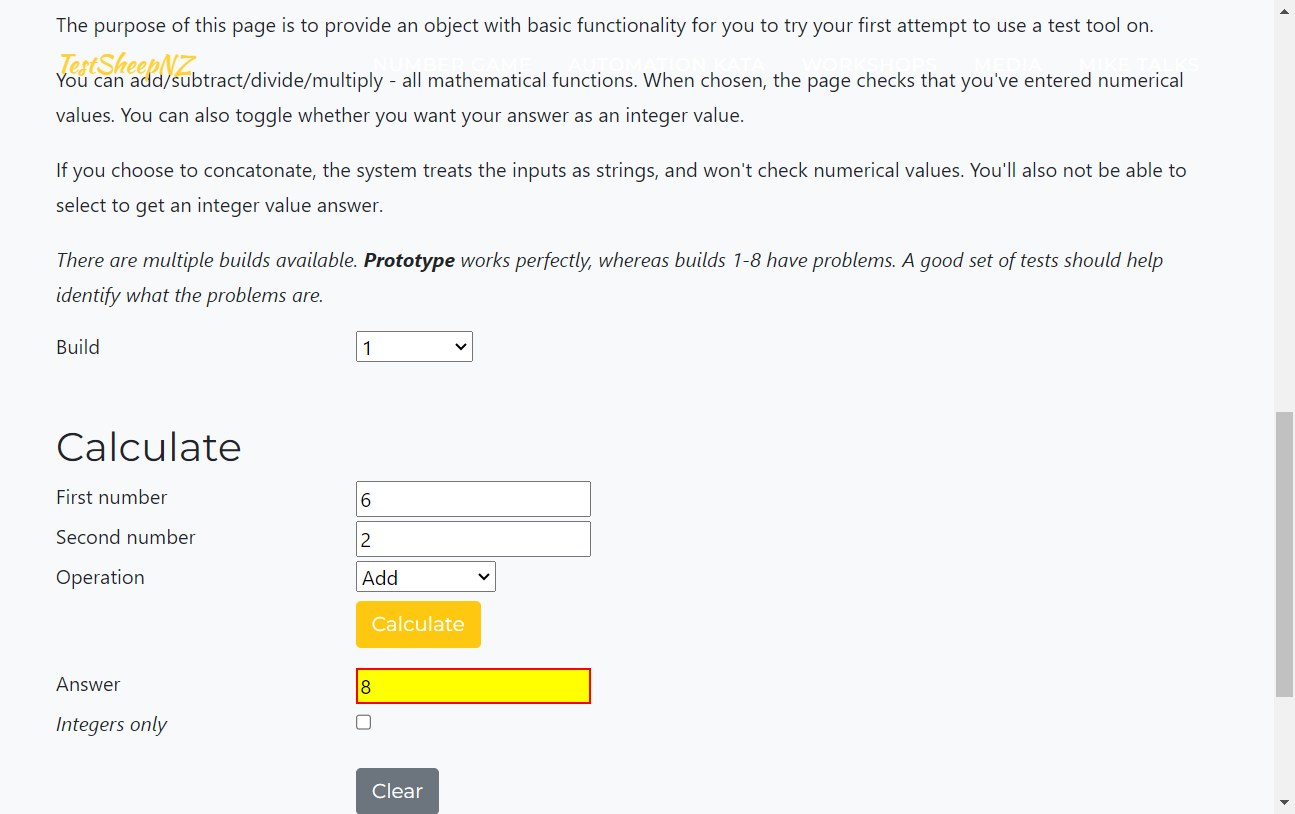 The purpose of this page is to provide an object with basic functionality for you to try your first attempt to use a test tool on.
TestSheepNZ NUMBER GAME AUTOMATION KATA WORKSHOPS MEDIA MIKE TALKS
You can add/subtract/divide/multiply - all mathematical functions. When chosen, the page checks that you've entered numerical
values. You can also toggle whether you want your answer as an integer value.
If you choose to concatonate, the system treats the inputs as strings, and won't check numerical values. You'll also not be able to
select to get an integer value answer.
There are multiple builds available. Prototype works perfectly, whereas builds 1-8 have problems. A good set of tests should help
identify what the problems are.
Build 1
Calculate
First number 6
Second number 2
Operation Add
Calculate
Answer 8
Integers only
Clear